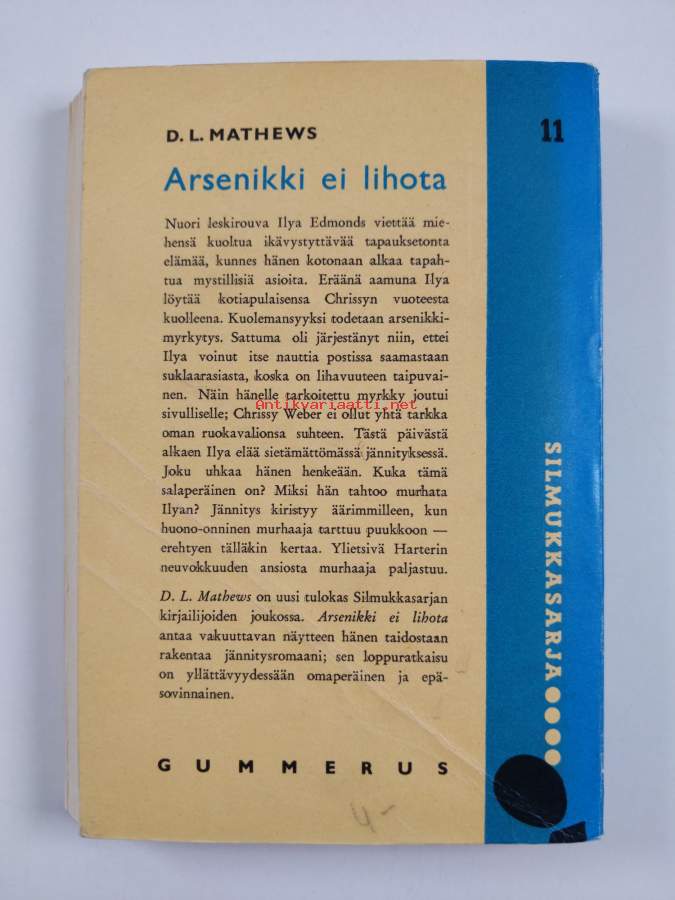 D. L. MATHEWS
11
Arsenikki ei lihota
Nuori leskirouva Ilya Edmonds viettää mie-
hensä kuoltua ikävystyttävää tapauksetonta
elämää, kunnes hänen kotonaan alkaa tapah-
tua mystillisiä asioita. Eräänä aamuna Ilya
löytää kotiapulaisensa Chrissyn vuoteesta
kuolleena. Kuolemansyyksi todetaan arsenikki-
myrkytys. Sattuma oli järjestänyt niin, ettei
Ilya voinut itse nauttia postissa saamastaan
suklaarasiasta, koska on lihavuuteen taipuvai-
nen. Näin hänelle tarkoitettu myrkky joutui
sivulliselle; Chrissy Weber ei ollut yhtä tarkka
oman ruokavalionsa suhteen. Tästä päivästä
alkaen Ilya elää sietämättömässä jännityksessä.
Joku uhkaa hänen henkeään. Kuka tämä
salaperäinen on? Miksi hän tahtoo murhata
Ilyan? Jännitys kiristyy äärimmilleen, kun
huono-onninen murhaaja tarttuu puukkoon —
erehtyen tälläkin kertaa. Ylietsivä Harterin
neuvokkuuden ansiosta murhaaja paljastuu.
D. L. Mathews on uusi tulokas Silmukkasarjan
kirjailijoiden joukossa. Arsenikki ei lihota
antaa vakuuttavan näytteen hänen taidostaan
rakentaa jännitysromaani; sen loppuratkaisu
on yllättävyydessään omaperäinen ja epä-
sovinnainen.
GUMMERUS
4-
SILMUKKASARJA
Antikvariaatti.net